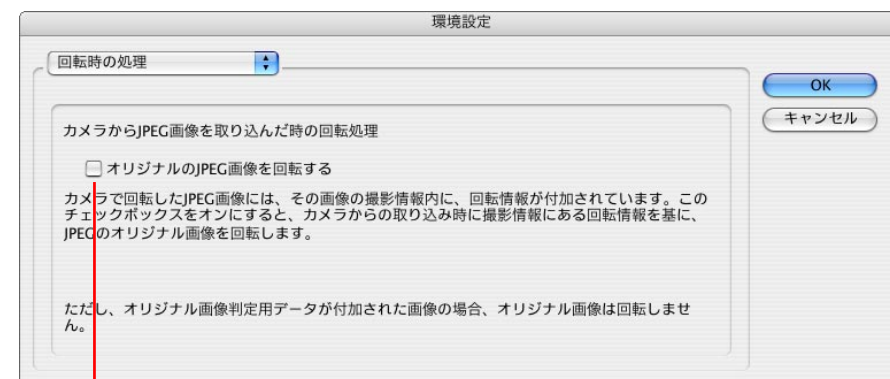 環境設定
回転時の処理
OK
キャンセル
カメラからJPEG画像を取り込んだ時の回転処理
オリジナルのJPEG画像を回転する
カメラで回転したJPEG画像には、その画像の撮影情報内に、回転情報が付加されています。この
チェックボックスをオンにすると、カメラからの取り込み時に撮影情報にある回転情報を基に、
JPEGのオリジナル画像を回転します。
ただし、オリジナル画像判定用データが付加された画像の場合、オリジナル画像は回転しませ
ん。